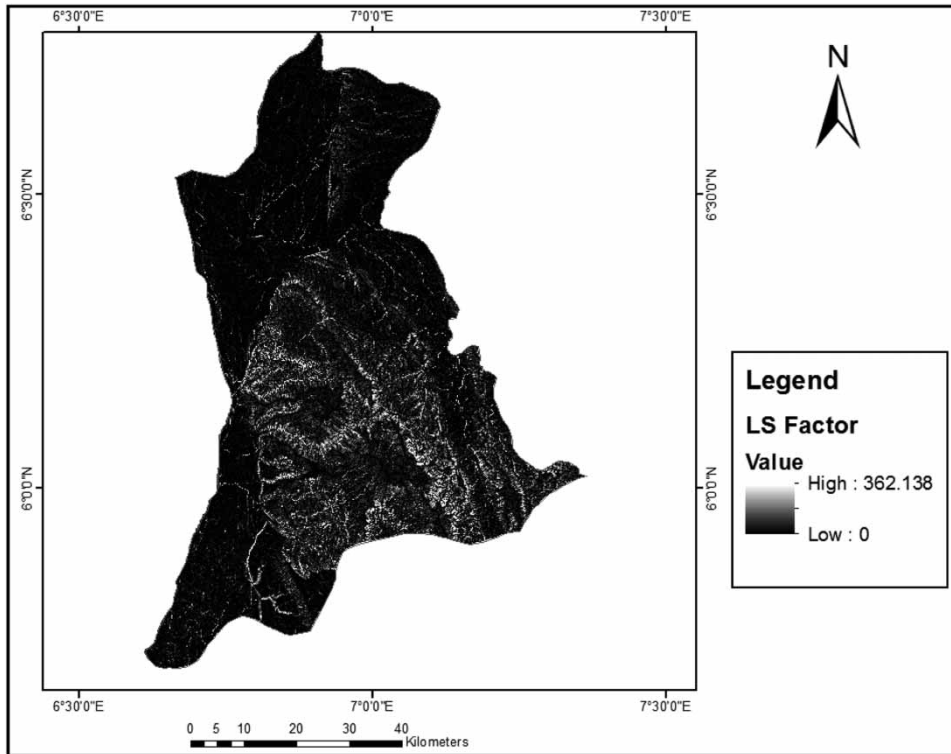 6°30'0"E 7°0'0"E 7°30'0"E
N
6°30'0"N 6°30'0"N
Legend
LS Factor
Value
High : 362.138
Low : 0
6°0'0"N 6°0'0"N
6°30'0"E 7°0'0"E 7°30'0"E
0 5 10 20 30 40
Kilometers